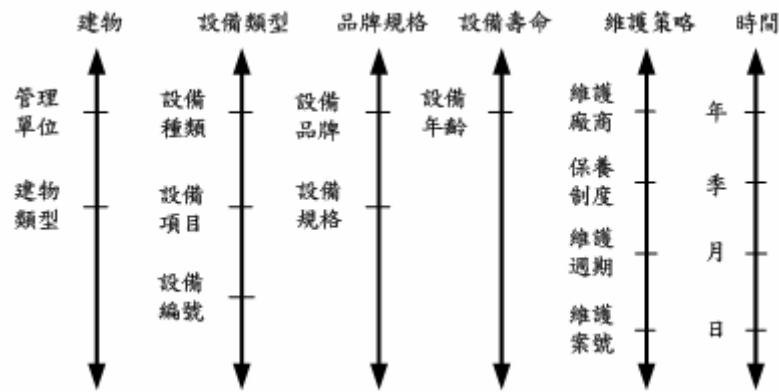 建物
設備類型
品牌規格
設備壽命
維護策略
時間
管理
單位
建物
類型
設備
種類
設備
項目
設備
編號
設備
品牌
設備
規格
設備
年齡
維護
廠商
保養
制度
維護
週期
維護
案號
年
季
月
日